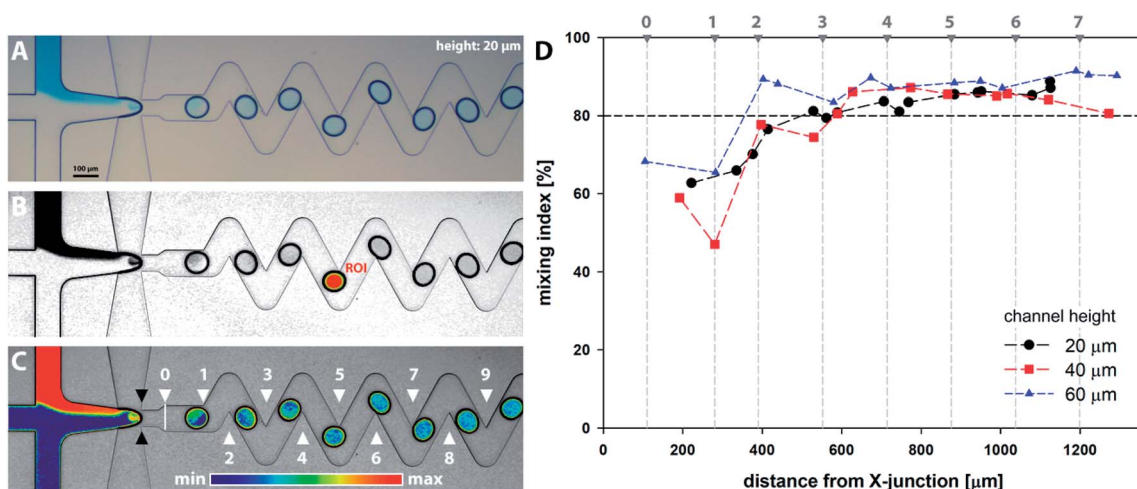 A
height: 20 µm
100 µm
B
ROI
C
0 1 3 5 7 9
2 4 6 8
min max
D
0 1 2 3 4 5 6 7
100
80
60
40
20
0
mixing index [%]
channel height
20 µm
40 µm
60 µm
0 200 400 600 800 1000 1200
distance from X-junction [µm]